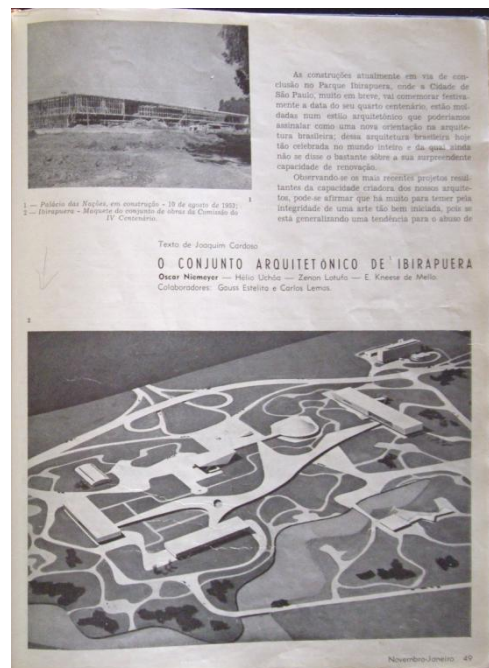 As construções atualmente em via de con-
clusão no Parque Ibirapuera, onde a Cidade de
São Paulo, muito em breve, vai comemorar festiva-
mente a data do seu quarto centenário, estão mol-
dadas num estilo arquitetônico que poderíamos
assinalar como uma nova orientação na arquite-
tura brasileira; dessa arquitetura brasileira hoje
tão celebrada no mundo inteiro e da qual ainda
não se disse o bastante sôbre a sua surpreendente
capacidade de renovação.
Observando-se os mais recentes projetos resul-
tantes da capacidade criadora dos nossos arquite-
tos, pode-se afirmar que há muito para temer pela
integridade de uma arte tão bem iniciada, pois se
está generalizando uma tendência para o abuso de
1
1 — Palácio das Nações, em construção - 10 de agosto de 1953;
2 — Ibirapuera - Maquete do conjunto de obras da Comissão do
IV Centenário.
Texto de Joaquim Cardoso
O CONJUNTO ARQUITETÔNICO DE IBIRAPUERA
Oscar Niemeyer — Hélio Uchôa — Zenon Lotufo — E. Kneese de Mello.
Colaboradores: Gauss Estelita e Carlos Lemos.
2
Novembro-Janeiro 49